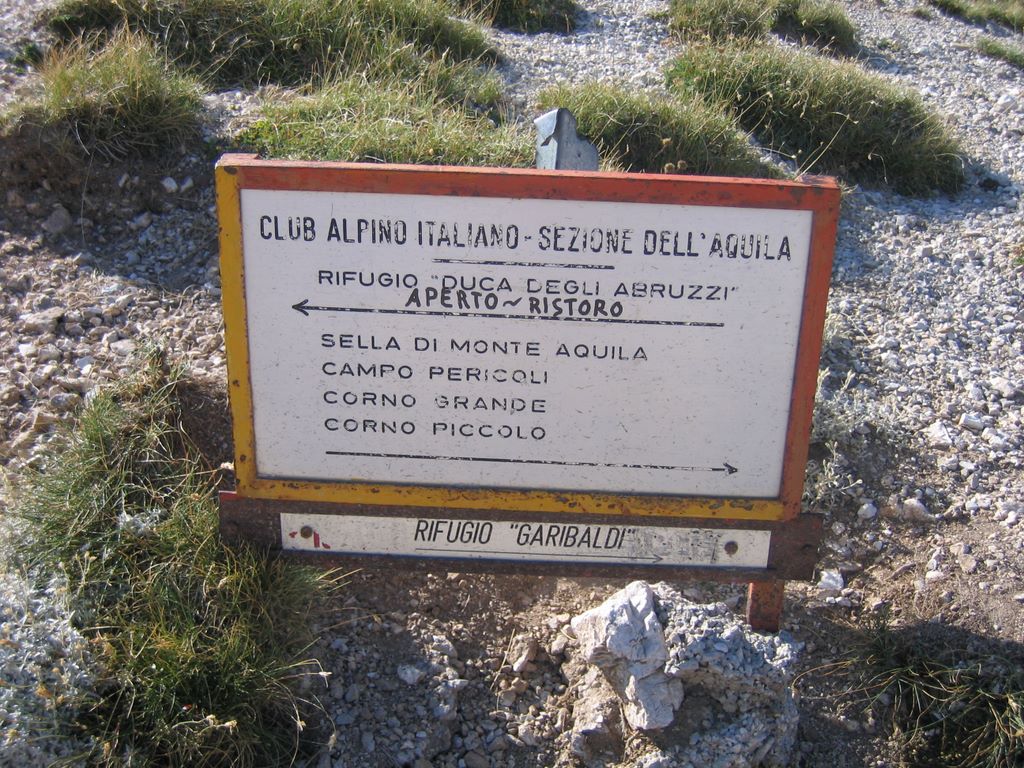 CLUB ALPINO ITALIANO - SEZIONE DELL'AQUILA
RIFUGIO "DUCA DEGLI ABRUZZI"
APERTO ~ RISTORO
SELLA DI MONTE AQUILA
CAMPO PERICOLI
CORNO GRANDE
CORNO PICCOLO
RIFUGIO "GARIBALDI"